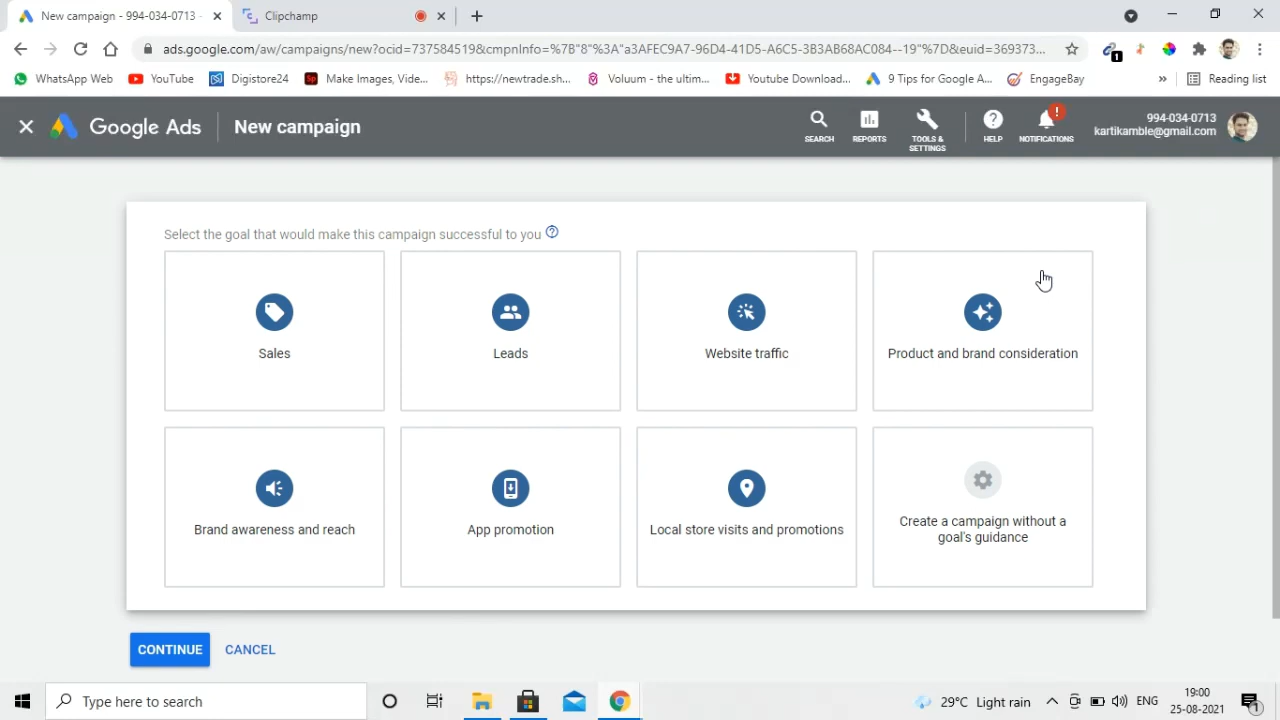 New campaign - 994-034-0713 -
Clipchamp
ads.google.com/aw/campaigns/new?ocid=737584519&cmpnInfo=%7B"8"%3A"a3AFEC9A7-96D4-41D5-A6C5-3B3AB68AC084--19"%7D&euid=369373...
1
WhatsApp Web
YouTube
Digistore24
Sp
Make Images, Vide...
https://newtrade.sh...
Voluum - the ultim...
Youtube Download...
9 Tips for Google A...
EngageBay
»
Reading list
Google Ads
New campaign
SEARCH
REPORTS
TOOLS &
SETTINGS
HELP
!
NOTIFICATIONS
994-034-0713
kartikamble@gmail.com
Select the goal that would make this campaign successful to you
Sales
Leads
Website traffic
Product and brand consideration
Brand awareness and reach
App promotion
Local store visits and promotions
Create a campaign without a
goal's guidance
CONTINUE
CANCEL
Type here to search
29°C Light rain
ENG
19:00
25-08-2021
1